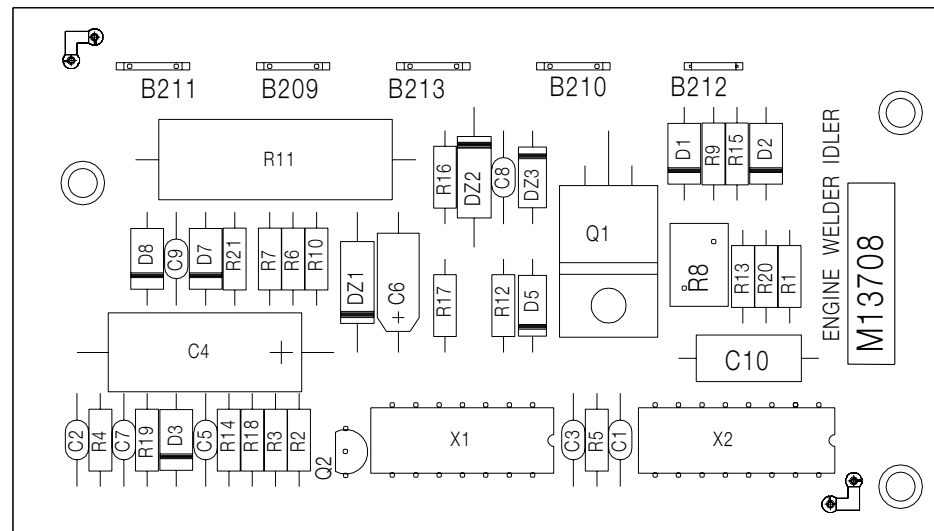 B211
B209
B213
B210
B212
R11
R16
DZ2
C8
DZ3
D1
R9
R15
D2
D8
C9
D7
R21
R7
R6
R10
DZ1
C6
+
R17
R12
D5
Q1
R8
R13
R20
R1
ENGINE WELDER IDLER
M13708
C4
+
C10
C2
R4
C7
R19
D3
C5
R14
R18
R3
R2
Q2
X1
C3
R5
C1
X2